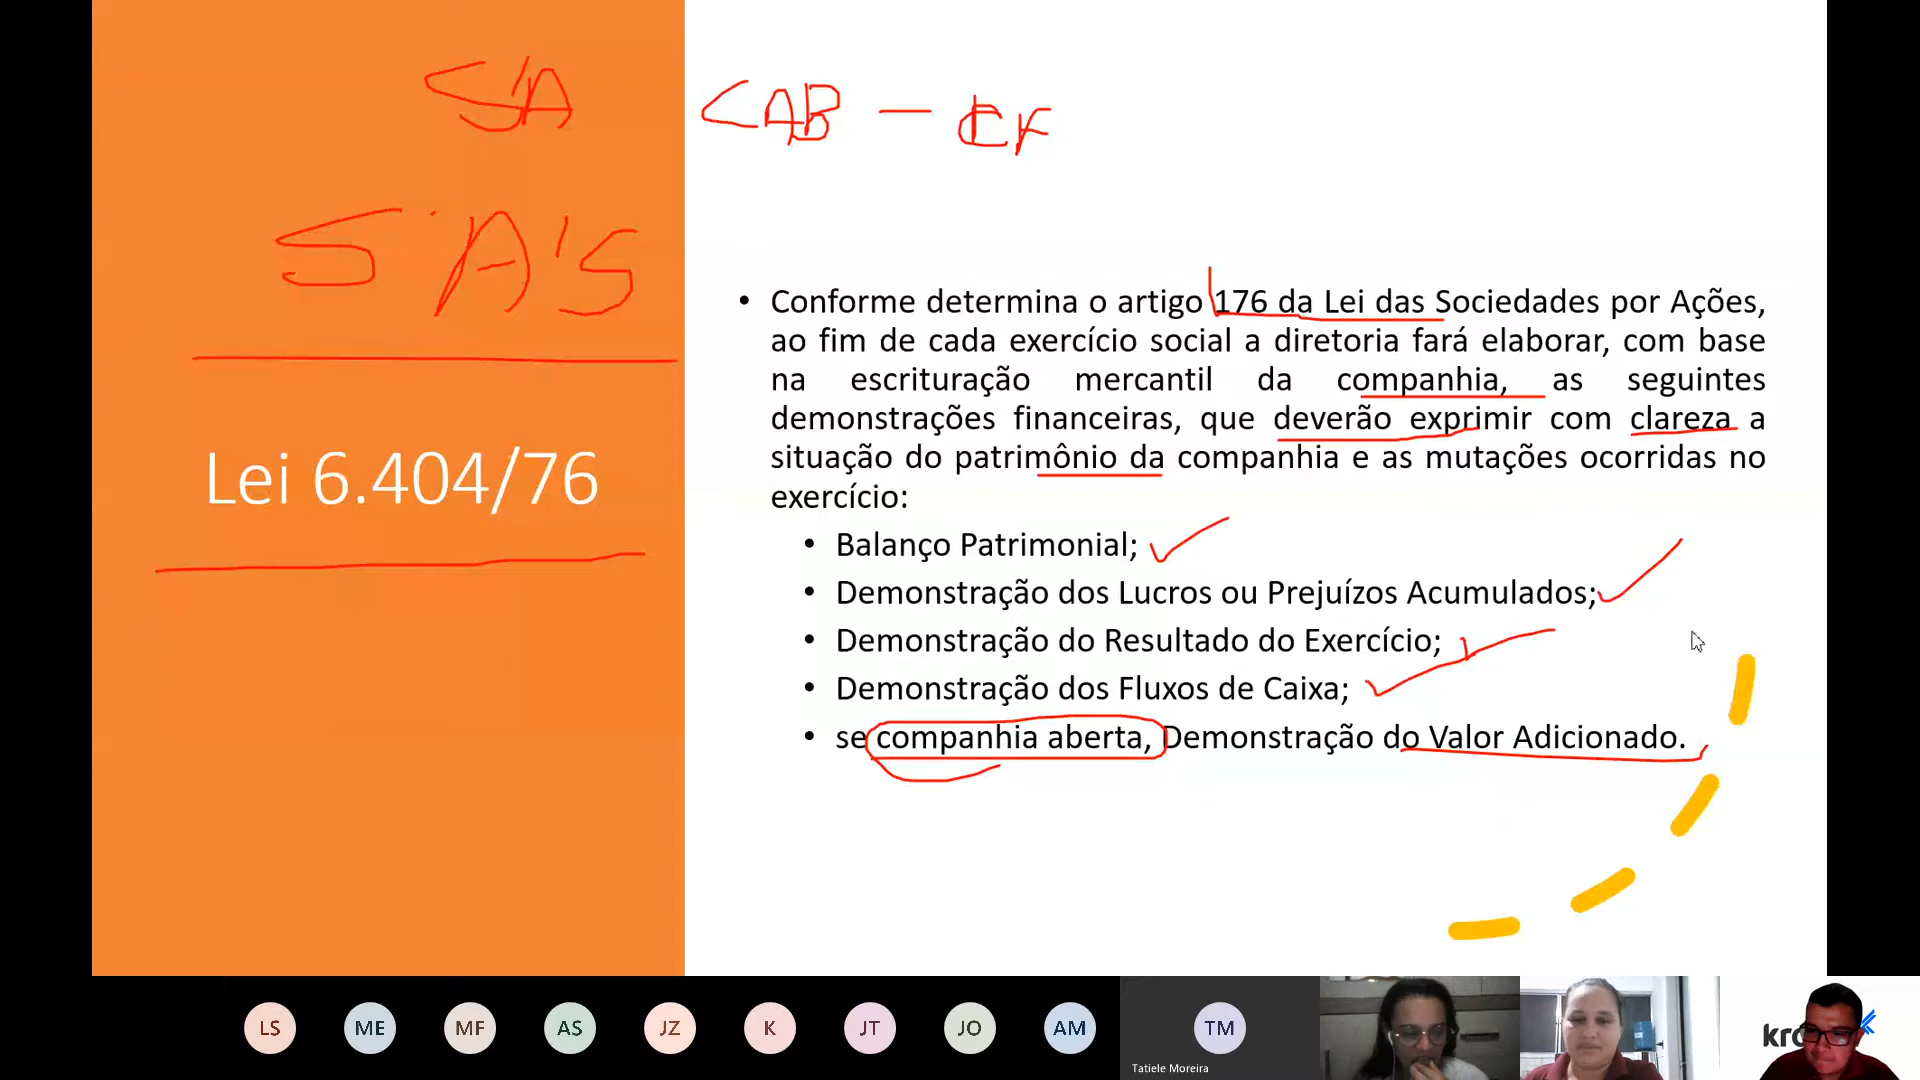 SA
CAB - CF
S A'S
Lei 6.404/76
• Conforme determina o artigo 176 da Lei das Sociedades por Ações,
ao fim de cada exercício social a diretoria fará elaborar, com base
na escrituração mercantil da companhia, as seguintes
demonstrações financeiras, que deverão exprimir com clareza a
situação do patrimônio da companhia e as mutações ocorridas no
exercício:
• Balanço Patrimonial;
• Demonstração dos Lucros ou Prejuízos Acumulados;
• Demonstração do Resultado do Exercício;
• Demonstração dos Fluxos de Caixa;
• se companhia aberta, Demonstração do Valor Adicionado.
LS
ME
MF
AS
JZ
K
JT
JO
AM
TM
Tatiele Moreira